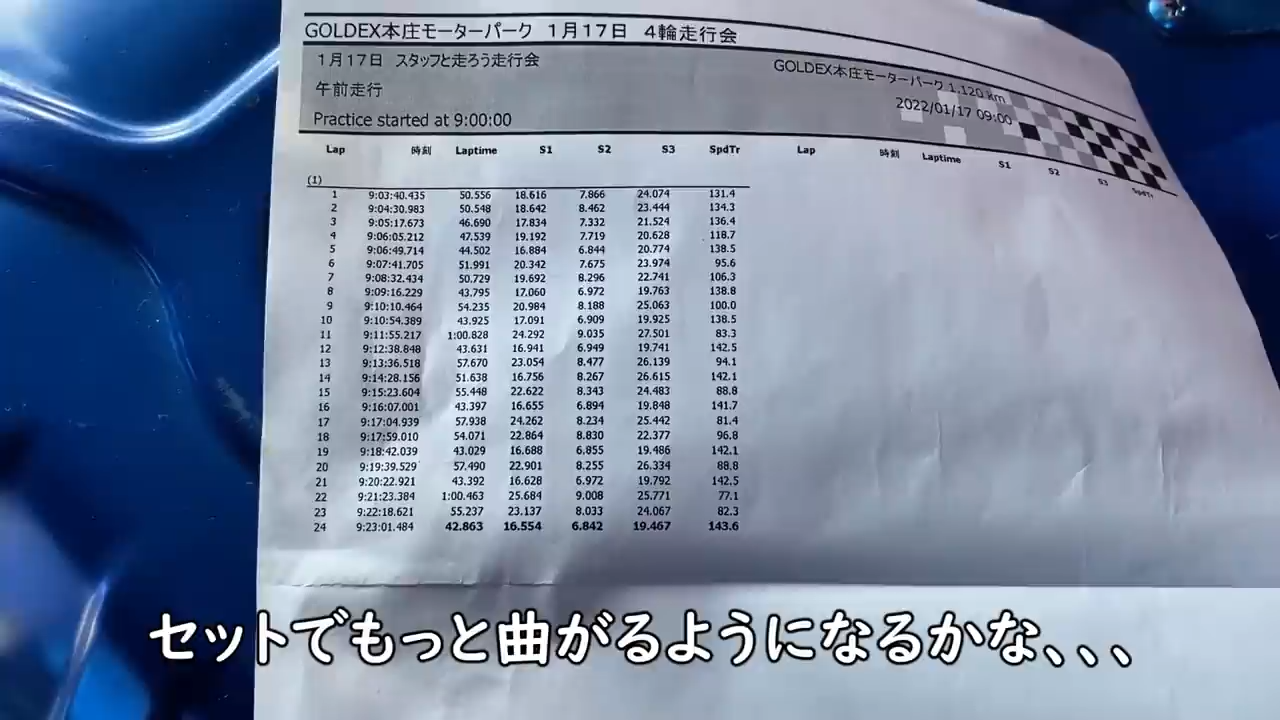 GOLDEX本庄モーターパーク 1月17日 4輪走行会
1月17日 スタッフと走ろう走行会
GOLDEX本庄モーターパーク 1.120 km
午前走行
2022/01/17 09:00
Practice started at 9:00:00
Lap 時刻 Laptime S1 S2 S3 SpdTr Lap 時刻 Laptime S1 S2 S3 SpdTr
(1)
1 9:03:40.435 50.556 18.616 7.866 24.074 131.4
2 9:04:30.983 50.548 18.642 8.462 23.444 134.3
3 9:05:17.673 46.690 17.834 7.332 21.524 136.4
4 9:06:05.212 47.539 19.192 7.719 20.628 118.7
5 9:06:49.714 44.502 16.884 6.844 20.774 138.5
6 9:07:41.705 51.991 20.342 7.675 23.974 95.6
7 9:08:32.434 50.729 19.692 8.296 22.741 106.3
8 9:09:16.229 43.795 17.060 6.972 19.763 138.8
9 9:10:10.464 54.235 20.984 8.188 25.063 100.0
10 9:10:54.389 43.925 17.091 6.909 19.925 138.5
11 9:11:55.217 1:00.828 24.292 9.035 27.501 83.3
12 9:12:38.848 43.631 16.941 6.949 19.741 142.5
13 9:13:36.518 57.670 23.054 8.477 26.139 94.1
14 9:14:28.156 51.638 16.756 8.267 26.615 142.1
15 9:15:23.604 55.448 22.622 8.343 24.483 88.8
16 9:16:07.001 43.397 16.655 6.894 19.848 141.7
17 9:17:04.939 57.938 24.262 8.234 25.442 81.4
18 9:17:59.010 54.071 22.864 8.830 22.377 96.8
19 9:18:42.039 43.029 16.688 6.855 19.486 142.1
20 9:19:39.529 57.490 22.901 8.255 26.334 88.8
21 9:20:22.921 43.392 16.628 6.972 19.792 142.5
22 9:21:23.384 1:00.463 25.684 9.008 25.771 77.1
23 9:22:18.621 55.237 23.137 8.033 24.067 82.3
24 9:23:01.484 42.863 16.554 6.842 19.467 143.6
セットでもっと曲がるようになるかな、、、